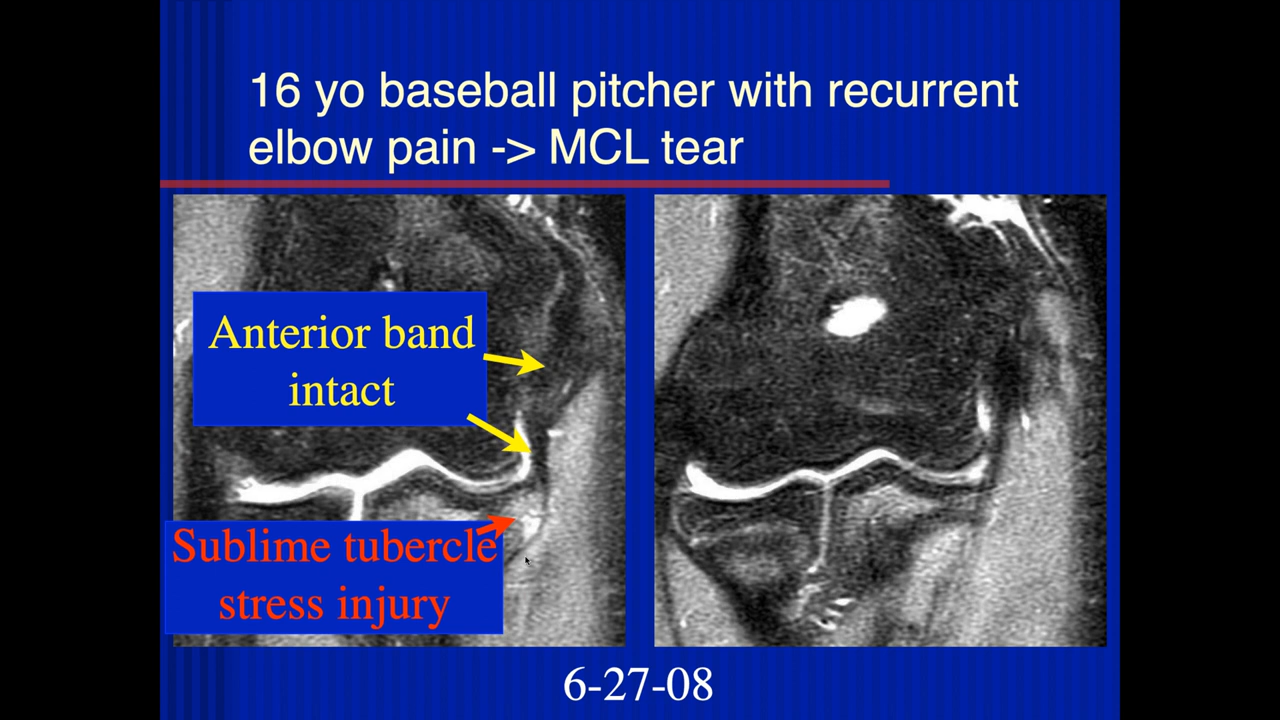 16 yo baseball pitcher with recurrent
elbow pain -> MCL tear
Anterior band
intact
Sublime tubercle
stress injury
6-27-08